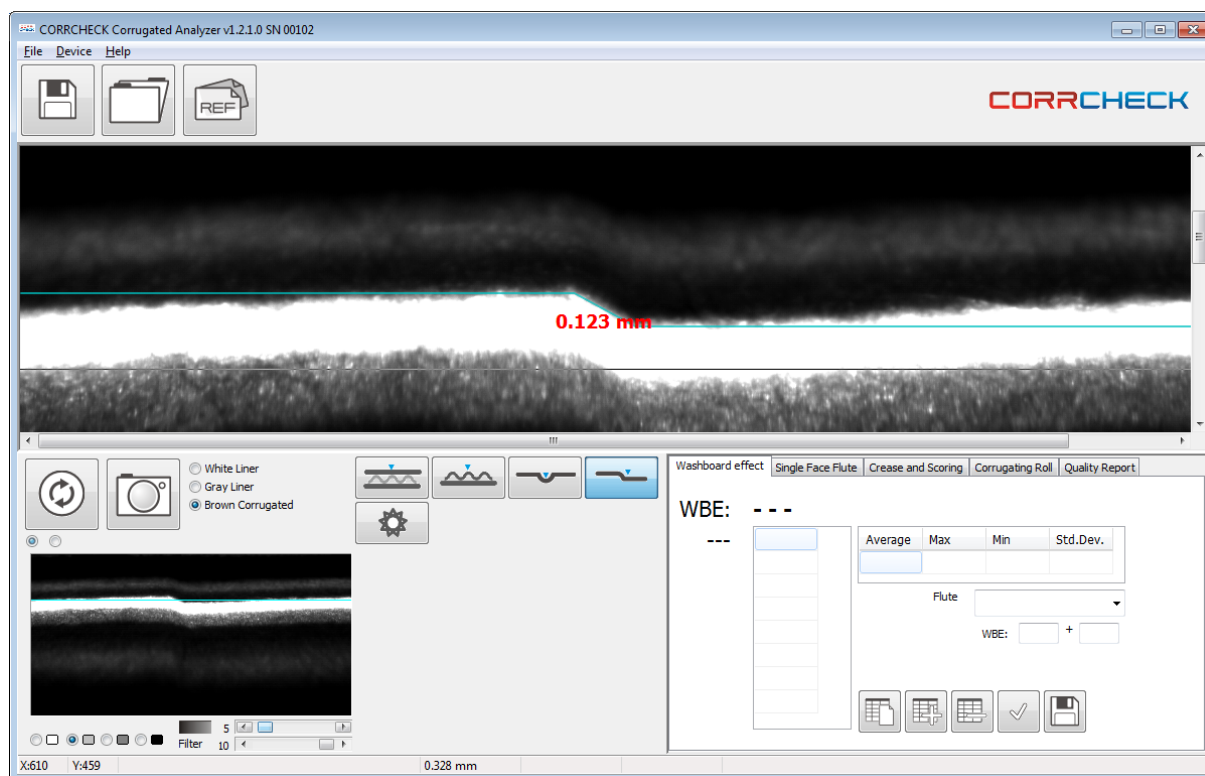 CORRCHECK Corrugated Analyzer v1.2.1.0 SN 00102
File Device Help
REF
CORRCHECK
0.123 mm
White Liner
Gray Liner
Brown Corrugated
Washboard effect Single Face Flute Crease and Scoring Corrugating Roll Quality Report
WBE: - - -
---
Average Max Min Std.Dev.
Flute
WBE: +
5
Filter 10
X:610 Y:459 0.328 mm